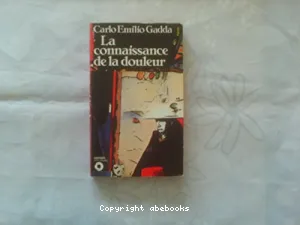 Carlo Emilio Gadda
La
connaissance
de la douleur
Copyright abebooks